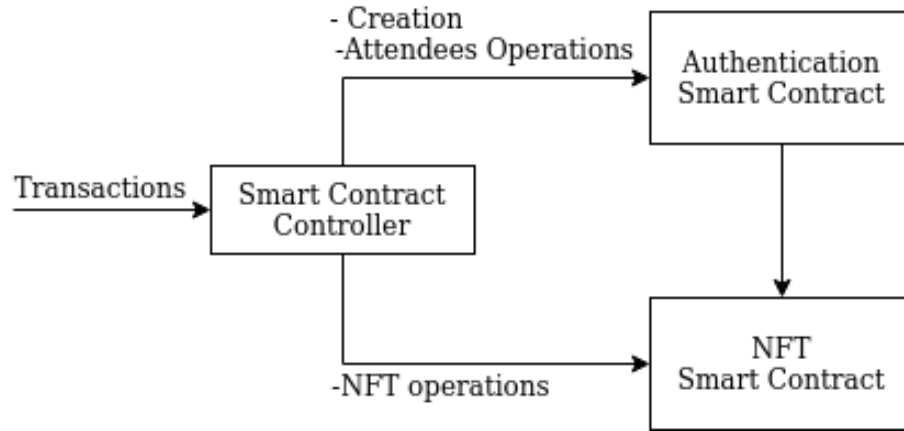 - Creation
-Attendees Operations
Authentication
Smart Contract
Transactions
Smart Contract
Controller
-NFT operations
NFT
Smart Contract